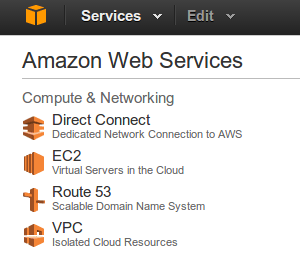 Services Edit
Amazon Web Services
Compute & Networking
Direct Connect
Dedicated Network Connection to AWS
EC2
Virtual Servers in the Cloud
Route 53
Scalable Domain Name System
VPC
Isolated Cloud Resources